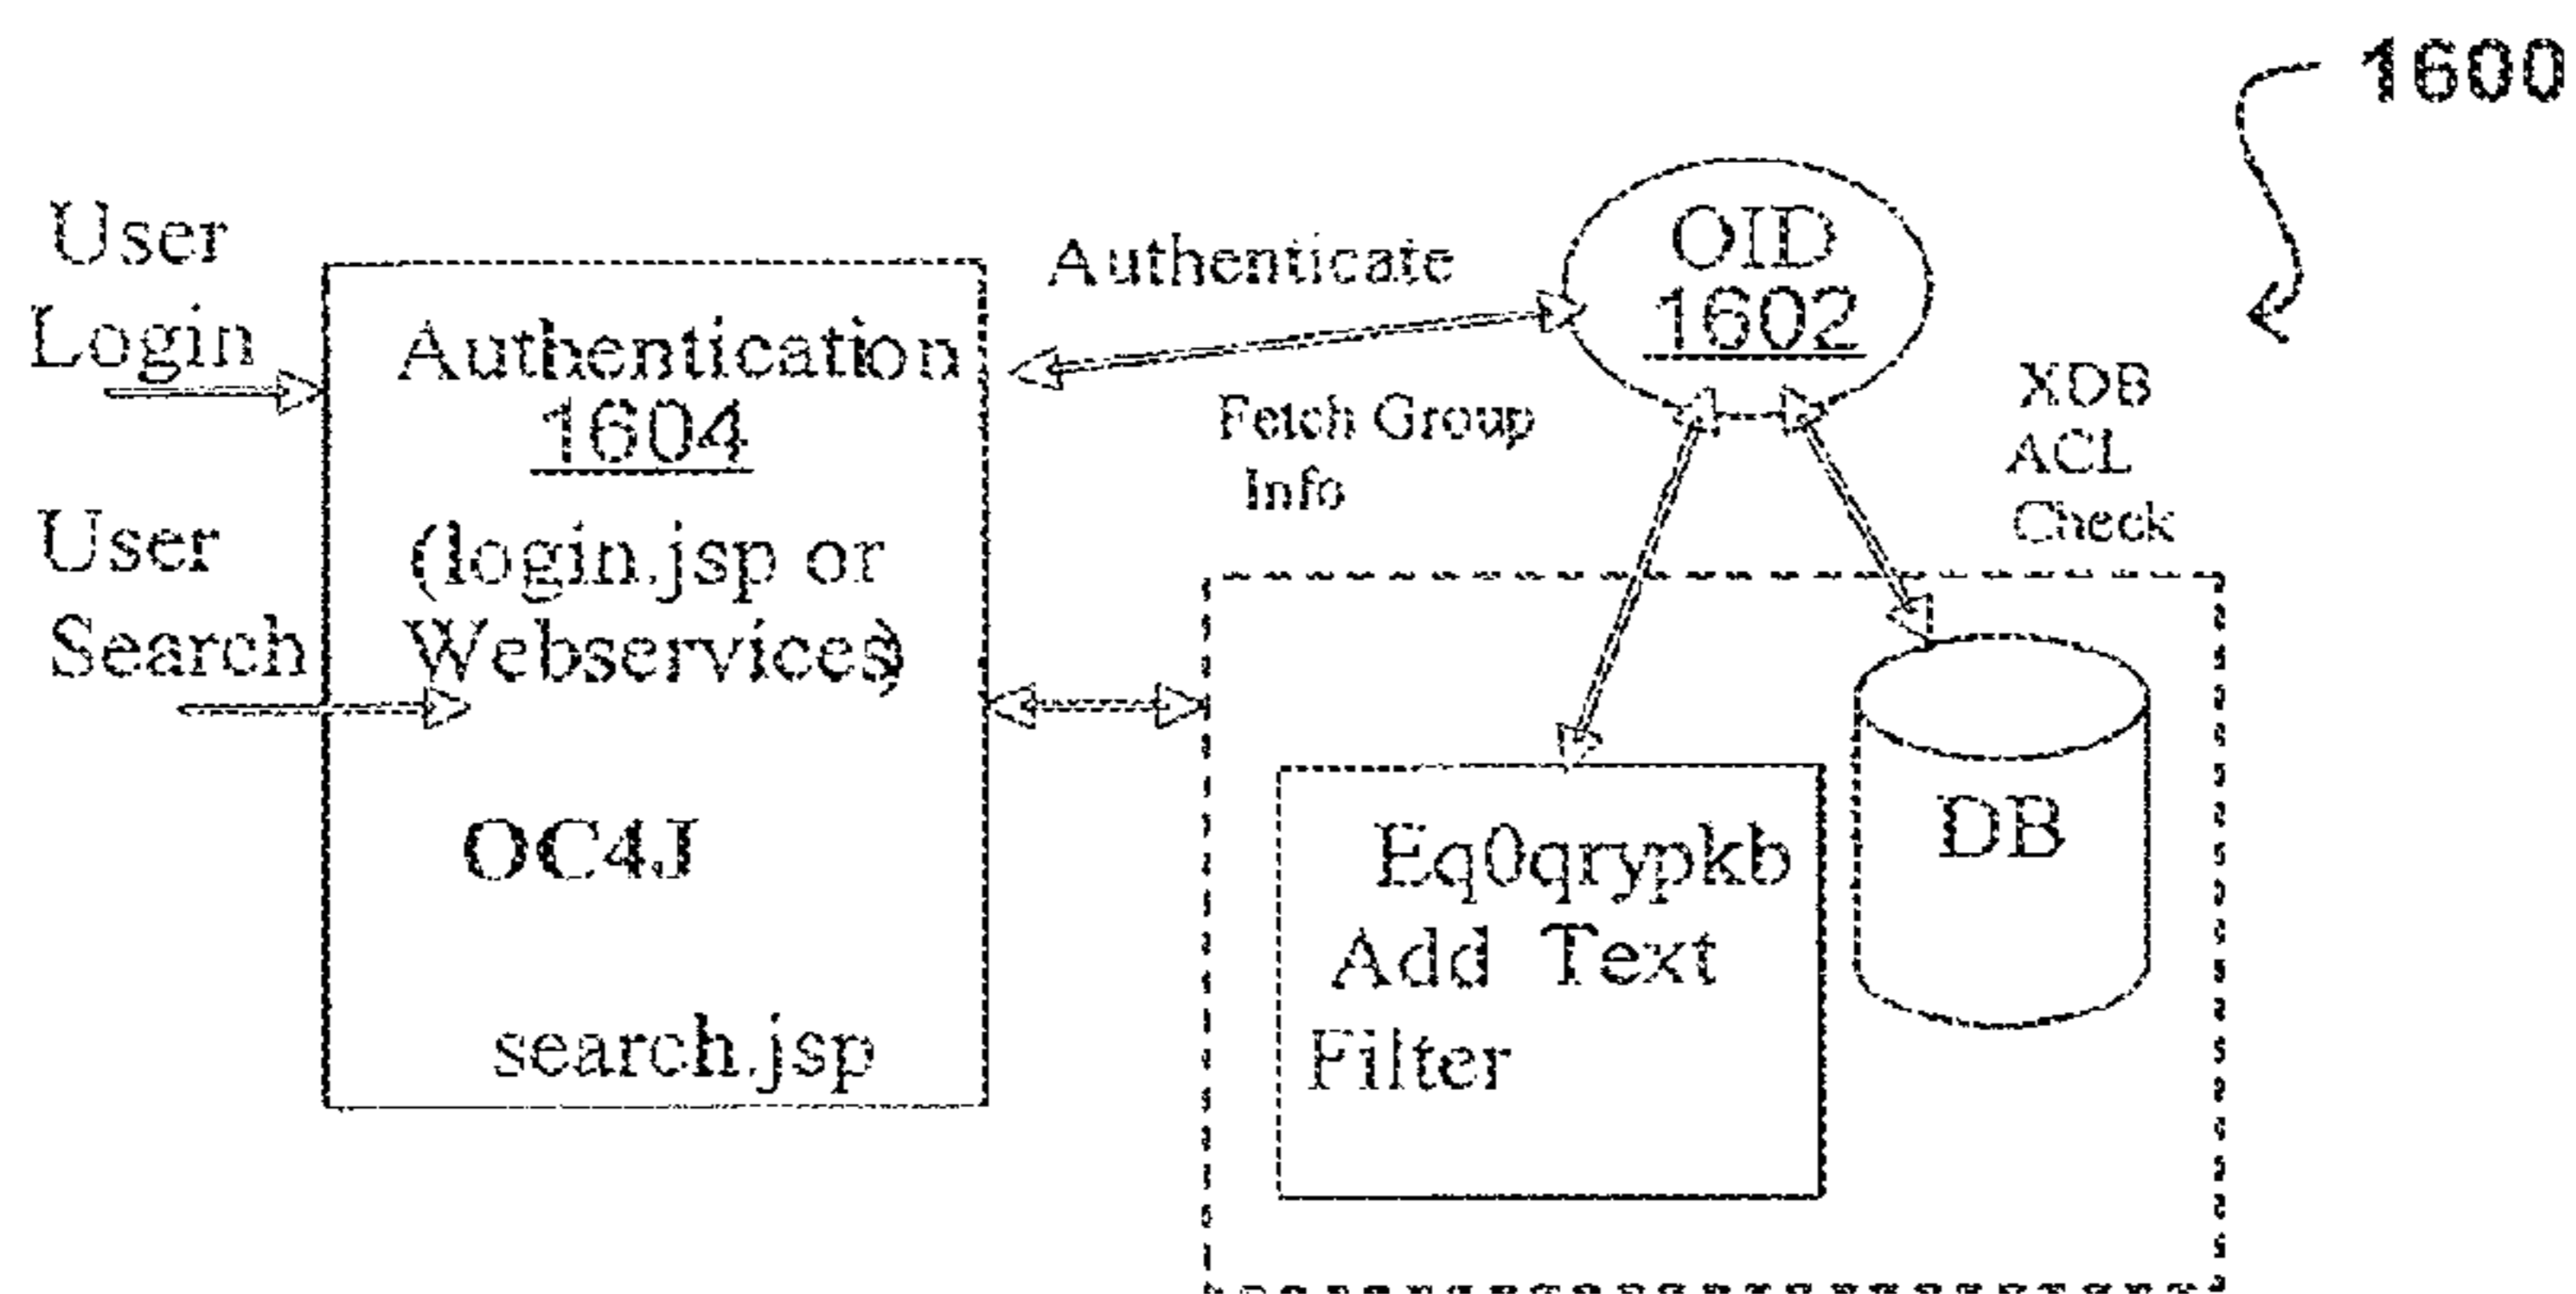 1600
User
Login
User
Search
Authentication
1604
(login.jsp or
Webservices)
OC4J
search.jsp
Authenticate
OID
1602
Fetch Group
Info
XDB
ACL
Check
Eq0qrypkb
Add Text
Filter
DB